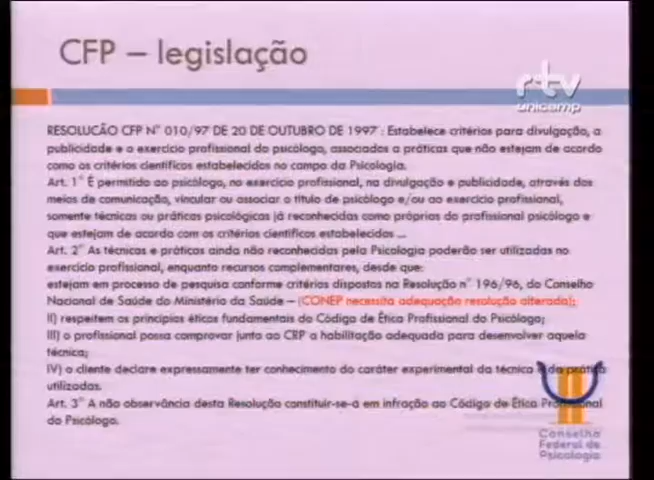 CFP – legislação
rtv
unicamp
RESOLUCÃO CFP N° 010/97 DE 20 DE OUTUBRO DE 1997 : Estabelece critérios para divulgação, a
publicidade e o exercício profissional do psicólogo, associados a práticas que não estejam de acordo
como os critérios científicos estabelecidos no campo da Psicologia.
Art. 1° É permitido ao psicólogo, no exercício profissional, na divulgação e publicidade, através dos
meios de comunicação, vincular ou associar o título de psicólogo e/ou ao exercício profissional,
somente técnicas ou práticas psicológicas já reconhecidas como próprias do profissional psicólogo e
que estejam de acordo com os critérios científicos estabelecidos ...
Art. 2° As técnicas e práticas ainda não reconhecidas pela Psicologia poderão ser utilizadas no
exercício profissional, enquanto recursos complementares, desde que:
estejam em processo de pesquisa conforme critérios dispostos na Resolução n° 196/96, do Conselho
Nacional de Saúde do Ministério da Saúde – (CONEP necessita adequação resolução alterada);
II) respeitem os princípios éticos fundamentais do Código de Ética Profissional do Psicólogo;
III) o profissional possa comprovar junto ao CRP a habilitação adequada para desenvolver aquela
técnica;
IV) o cliente declare expressamente ter conhecimento do caráter experimental da técnica e da prática
utilizadas.
Art. 3° A não observância desta Resolução constituir-se-á em infração ao Código de Ética Profissional
do Psicólogo.
Conselho
Federal de
Psicologia